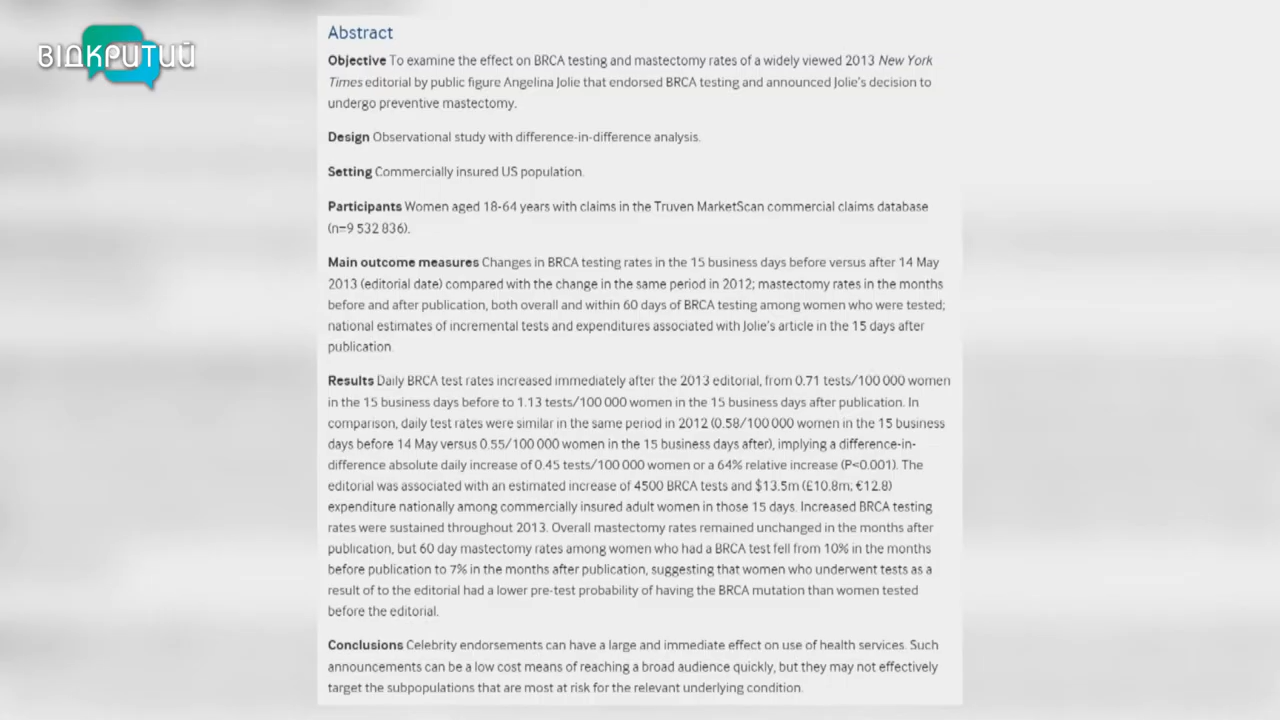 ВІДКРИТИЙ
Abstract
Objective To examine the effect on BRCA testing and mastectomy rates of a widely viewed 2013 New York
Times editorial by public figure Angelina Jolie that endorsed BRCA testing and announced Jolie's decision to
undergo preventive mastectomy.
Design Observational study with difference-in-difference analysis.
Setting Commercially insured US population.
Participants Women aged 18-64 years with claims in the Truven MarketScan commercial claims database
(n=9 532 836).
Main outcome measures Changes in BRCA testing rates in the 15 business days before versus after 14 May
2013 (editorial date) compared with the change in the same period in 2012; mastectomy rates in the months
before and after publication, both overall and within 60 days of BRCA testing among women who were tested;
national estimates of incremental tests and expenditures associated with Jolie's article in the 15 days after
publication.
Results Daily BRCA test rates increased immediately after the 2013 editorial, from 0.71 tests/100 000 women
in the 15 business days before to 1.13 tests/100 000 women in the 15 business days after publication. In
comparison, daily test rates were similar in the same period in 2012 (0.58/100 000 women in the 15 business
days before 14 May versus 0.55/100 000 women in the 15 business days after), implying a difference-in-
difference absolute daily increase of 0.45 tests/100 000 women or a 64% relative increase (P<0.001). The
editorial was associated with an estimated increase of 4500 BRCA tests and $13.5m (£10.8m; €12.8)
expenditure nationally among commercially insured adult women in those 15 days. Increased BRCA testing
rates were sustained throughout 2013. Overall mastectomy rates remained unchanged in the months after
publication, but 60 day mastectomy rates among women who had a BRCA test fell from 10% in the months
before publication to 7% in the months after publication, suggesting that women who underwent tests as a
result of to the editorial had a lower pre-test probability of having the BRCA mutation than women tested
before the editorial.
Conclusions Celebrity endorsements can have a large and immediate effect on use of health services. Such
announcements can be a low cost means of reaching a broad audience quickly, but they may not effectively
target the subpopulations that are most at risk for the relevant underlying condition.